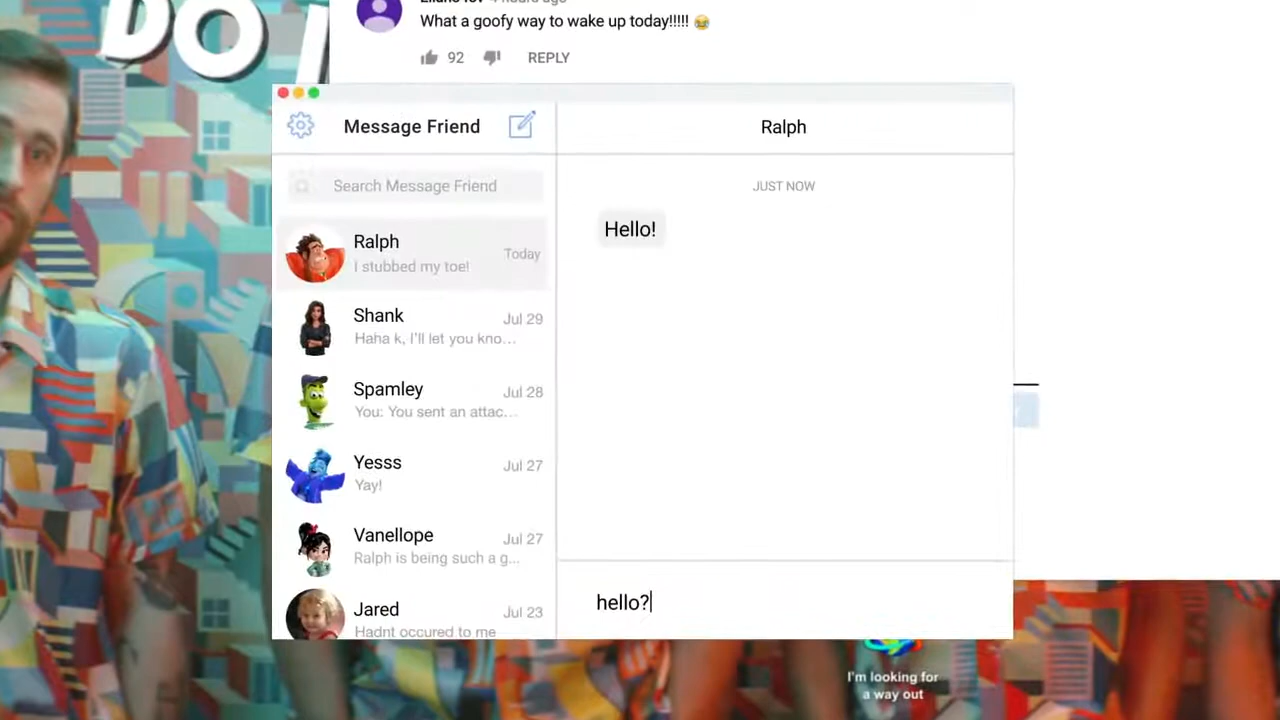 DO
What a goofy way to wake up today!!!!! 😂
92 REPLY
Message Friend
Ralph
Search Message Friend
JUST NOW
Hello!
Ralph
Today
I stubbed my toe!
Shank
Jul 29
Haha k, I'll let you kno...
Spamley
Jul 28
You: You sent an attac...
Yesss
Jul 27
Yay!
Vanellope
Jul 27
Ralph is being such a g...
Jared
Jul 23
Hadnt occured to me
hello?
I'm looking for
a way out